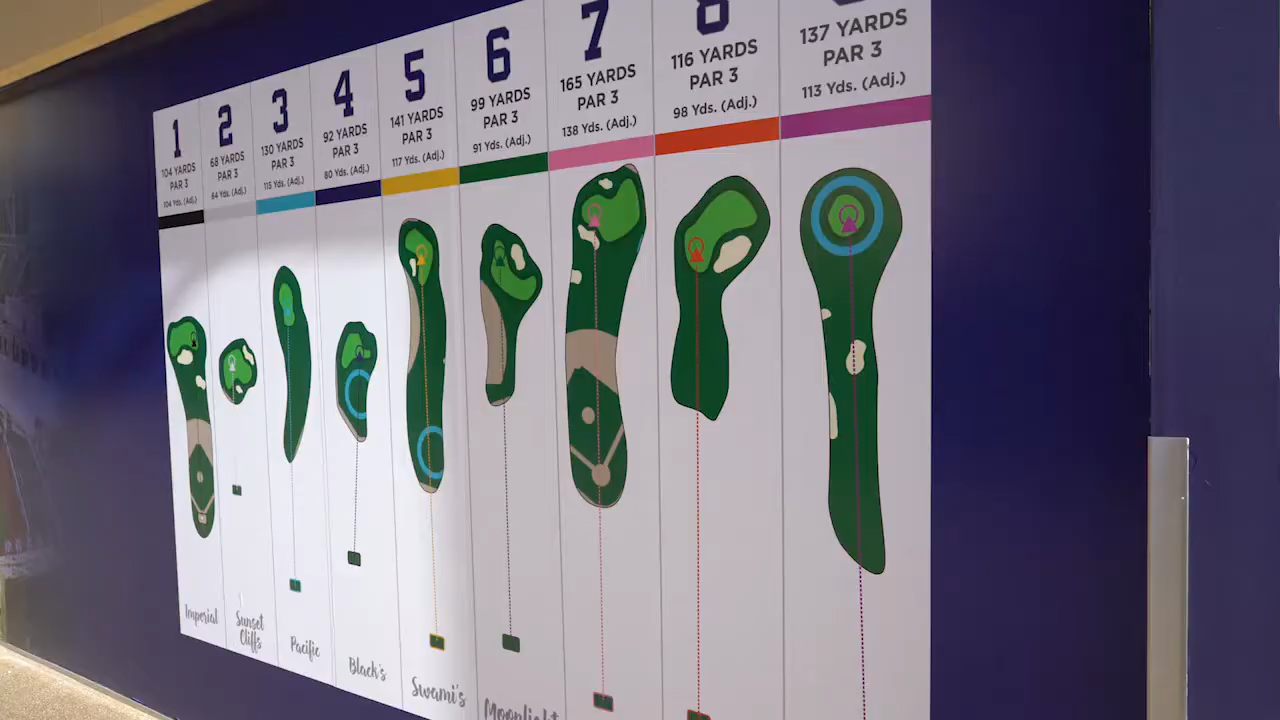 1
104 YARDS
PAR 3
104 Yds. (Adj.)
Imperial
2
68 YARDS
PAR 3
64 Yds. (Adj.)
Sunset
Cliffs
3
130 YARDS
PAR 3
115 Yds. (Adj.)
Pacific
4
92 YARDS
PAR 3
80 Yds. (Adj.)
Black's
5
141 YARDS
PAR 3
117 Yds. (Adj.)
Swami's
6
99 YARDS
PAR 3
91 Yds. (Adj.)
Moonlight
7
165 YARDS
PAR 3
138 Yds. (Adj.)
8
116 YARDS
PAR 3
98 Yds. (Adj.)
137 YARDS
PAR 3
113 Yds. (Adj.)